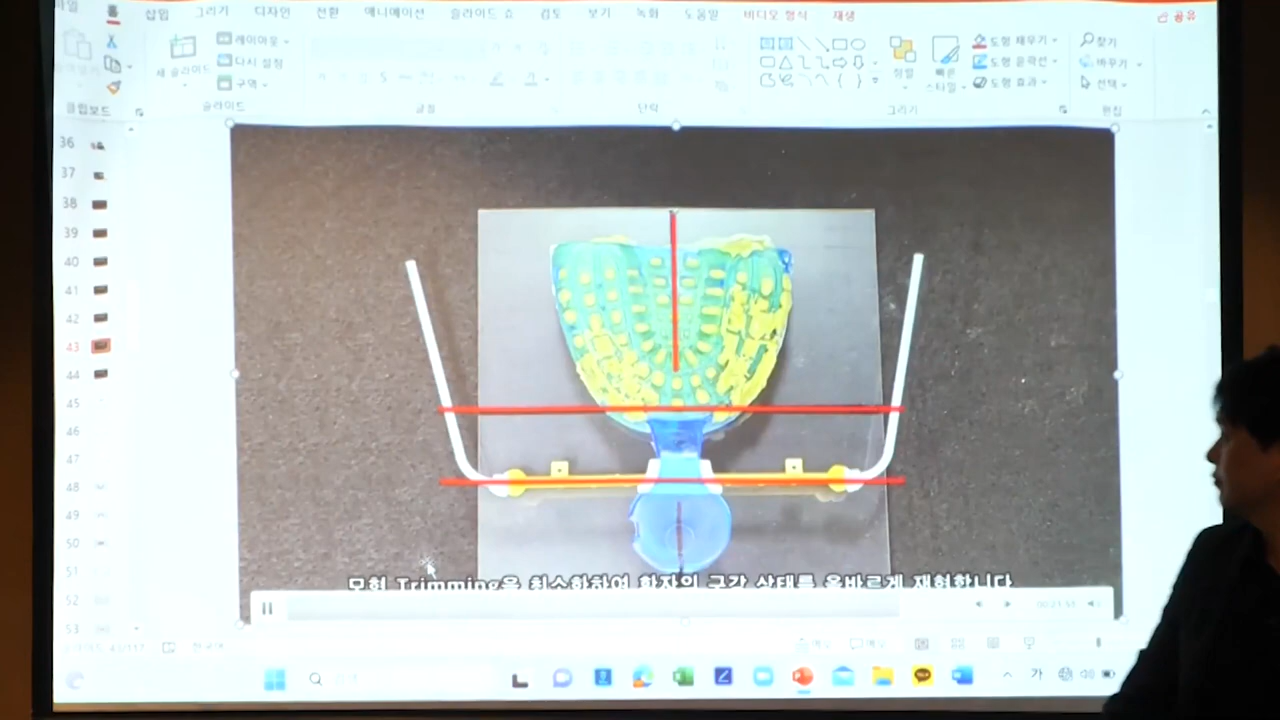 파일
홈
삽입
그리기
디자인
전환
애니메이션
슬라이드 쇼
검토
보기
녹화
도움말
비디오 형식
재생
공유
새 슬라이드
레이아웃
다시 설정
구역
도형 채우기
도형 윤곽선
도형 효과
정렬
빠른
스타일
찾기
바꾸기
선택
클립보드
슬라이드
글꼴
단락
그리기
편집
36
37
38
39
40
41
42
43
44
45
46
47
48
49
50
51
52
53
모형 Trimming을 최소화하여 환자의 구강 상태를 올바르게 재현합니다
한국어
가